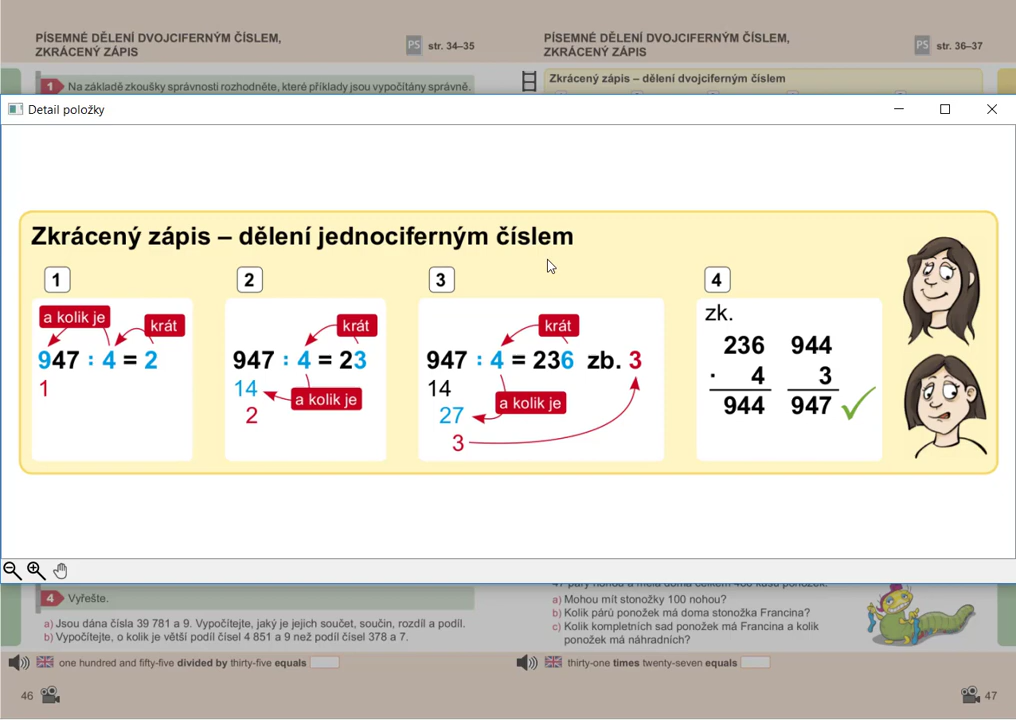 PÍSEMNÉ DĚLENÍ DVOJCIFERNÝM ČÍSLEM,
ZKRÁCENÝ ZÁPIS
PS str. 34–35
PÍSEMNÉ DĚLENÍ DVOJCIFERNÝM ČÍSLEM,
ZKRÁCENÝ ZÁPIS
PS str. 36–37
1 Na základě zkoušky správnosti rozhodněte, které příklady jsou vypočítány správně.
Zkrácený zápis – dělení dvojciferným číslem
Detail položky
Zkrácený zápis – dělení jednociferným číslem
1
a kolik je
krát
947 : 4 = 2
1
2
krát
947 : 4 = 23
14
a kolik je
2
3
krát
947 : 4 = 236 zb. 3
14
a kolik je
27
3
4
zk.
236 944
· 4 3
944 947
4 Vyřešte.
a) Jsou dána čísla 39 781 a 9. Vypočítejte, jaký je jejich součet, součin, rozdíl a podíl.
b) Vypočítejte, o kolik je větší podíl čísel 4 851 a 9 než podíl čísel 378 a 7.
one hundred and fifty-five divided by thirty-five equals
46
a) Mohou mít stonožky 100 nohou?
b) Kolik párů ponožek má doma stonožka Francina?
c) Kolik kompletních sad ponožek má Francina a kolik
ponožek má náhradních?
thirty-one times twenty-seven equals
47